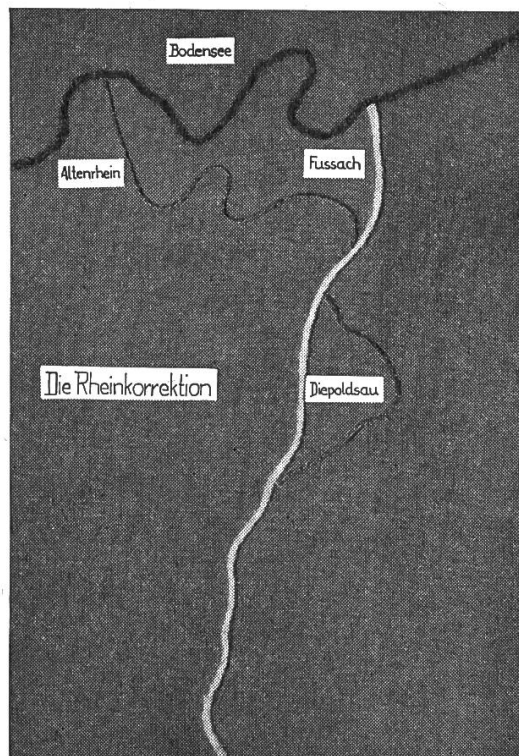 Bodensee
Altenrhein
Fussach
Die Rheinkorrektion
Diepoldsau